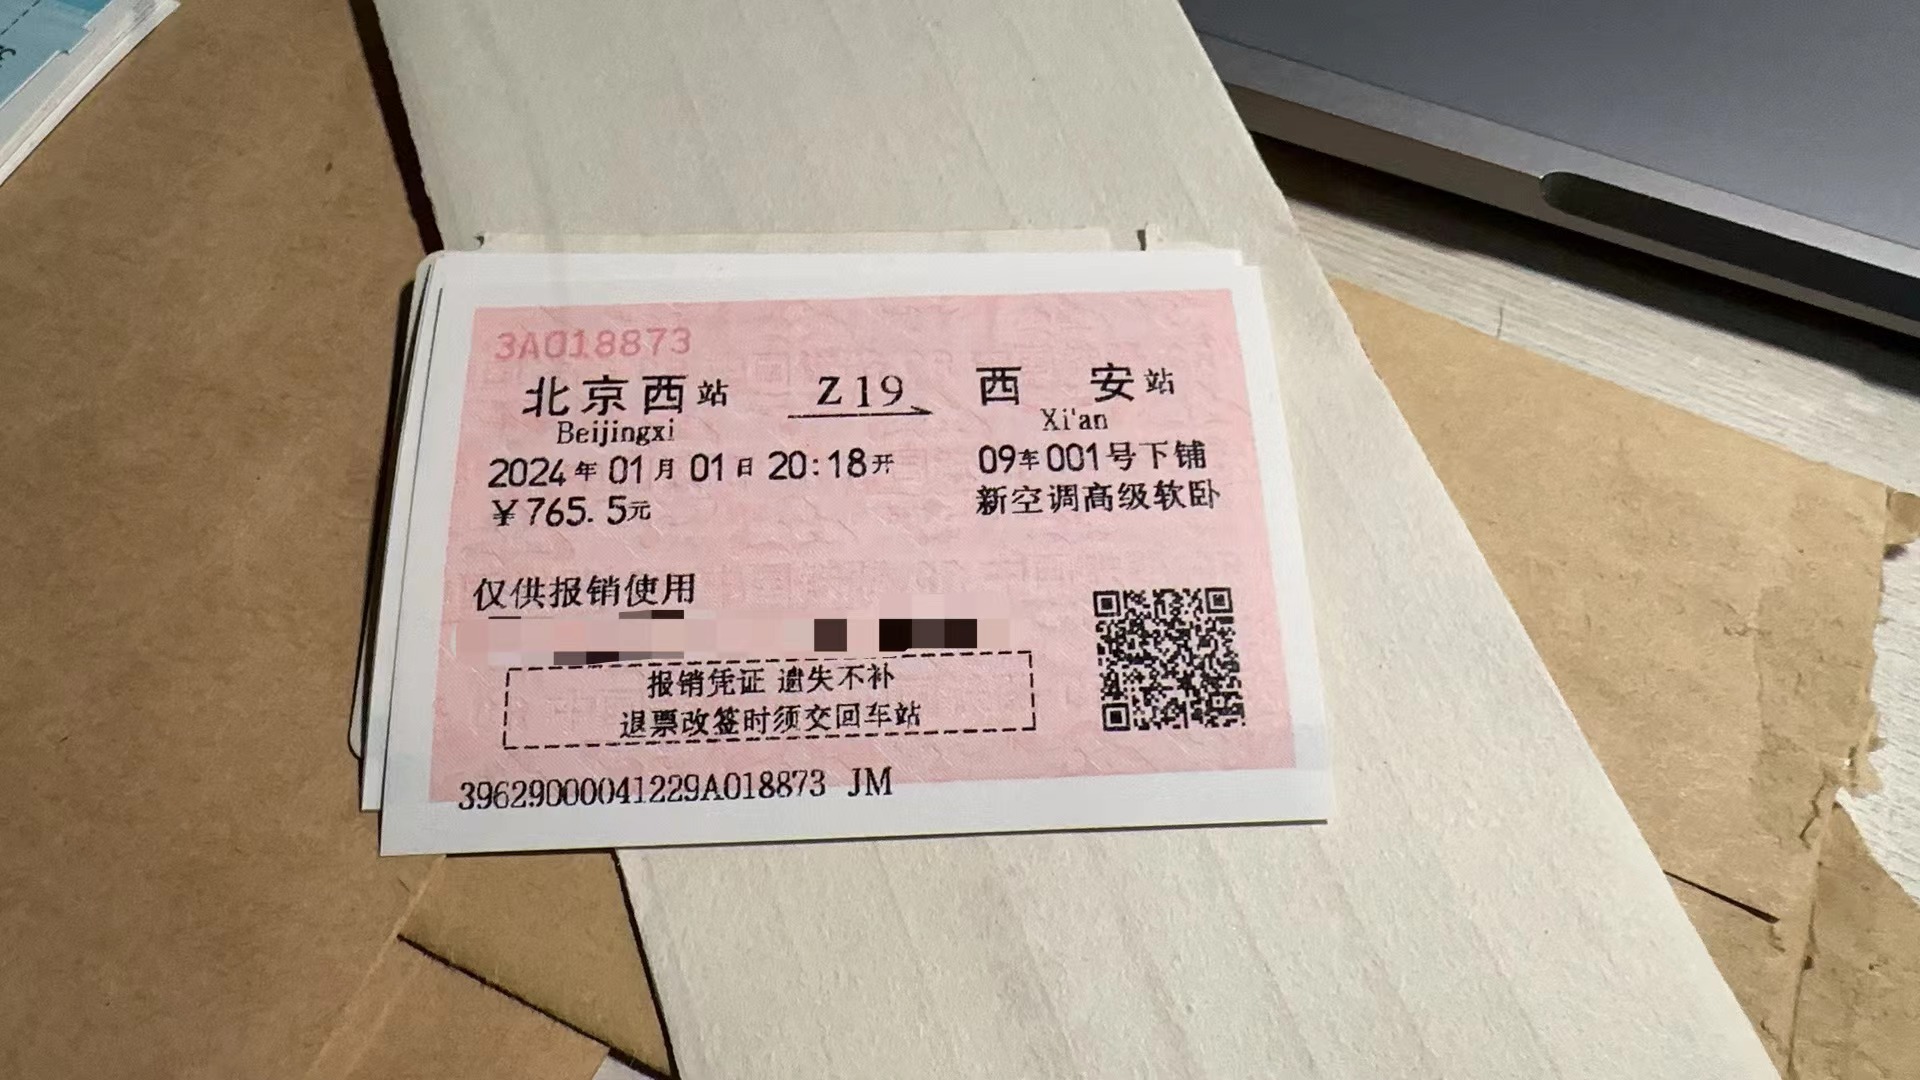 3A018873
北京西站 Z19 西安站
Beijingxi Xi'an
2024年01月01日20:18开 09车001号下铺
￥765.5元 新空调高级软卧
仅供报销使用
报销凭证 遗失不补
退票改签时须交回车站
39629000041229A018873 JM